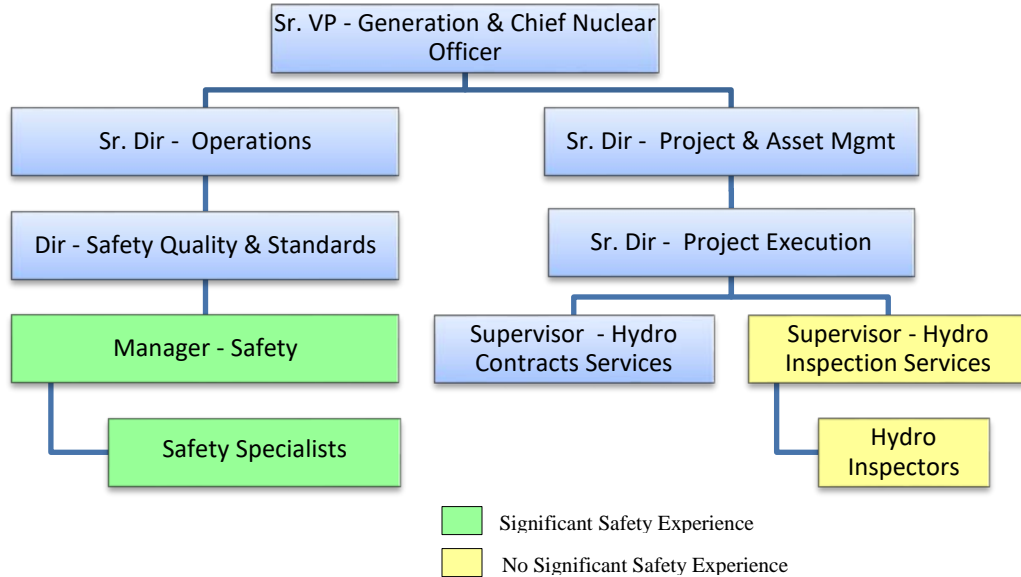 Sr. VP - Generation & Chief Nuclear
Officer
Sr. Dir - Operations
Sr. Dir - Project & Asset Mgmt
Dir - Safety Quality & Standards
Sr. Dir - Project Execution
Manager - Safety
Supervisor - Hydro
Contracts Services
Supervisor - Hydro
Inspection Services
Safety Specialists
Hydro
Inspectors
Significant Safety Experience
No Significant Safety Experience